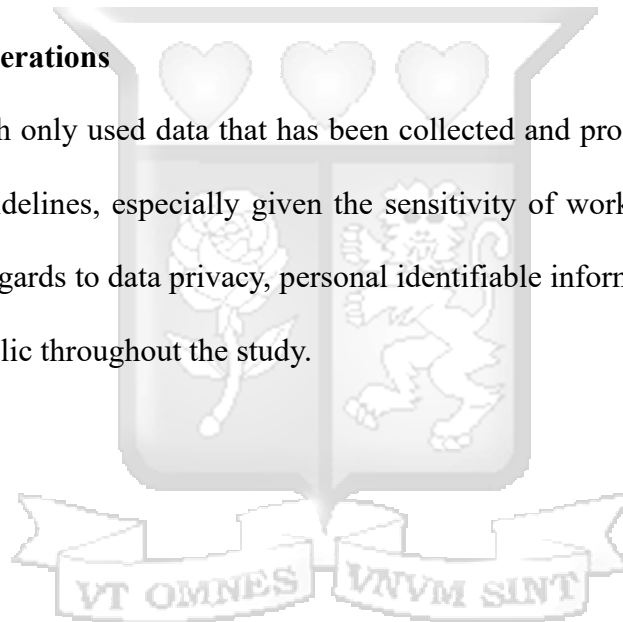 erations
h only used data that has been collected and pro
idelines, especially given the sensitivity of work
gards to data privacy, personal identifiable inform
lic throughout the study.
VT OMNES VNVM SINT